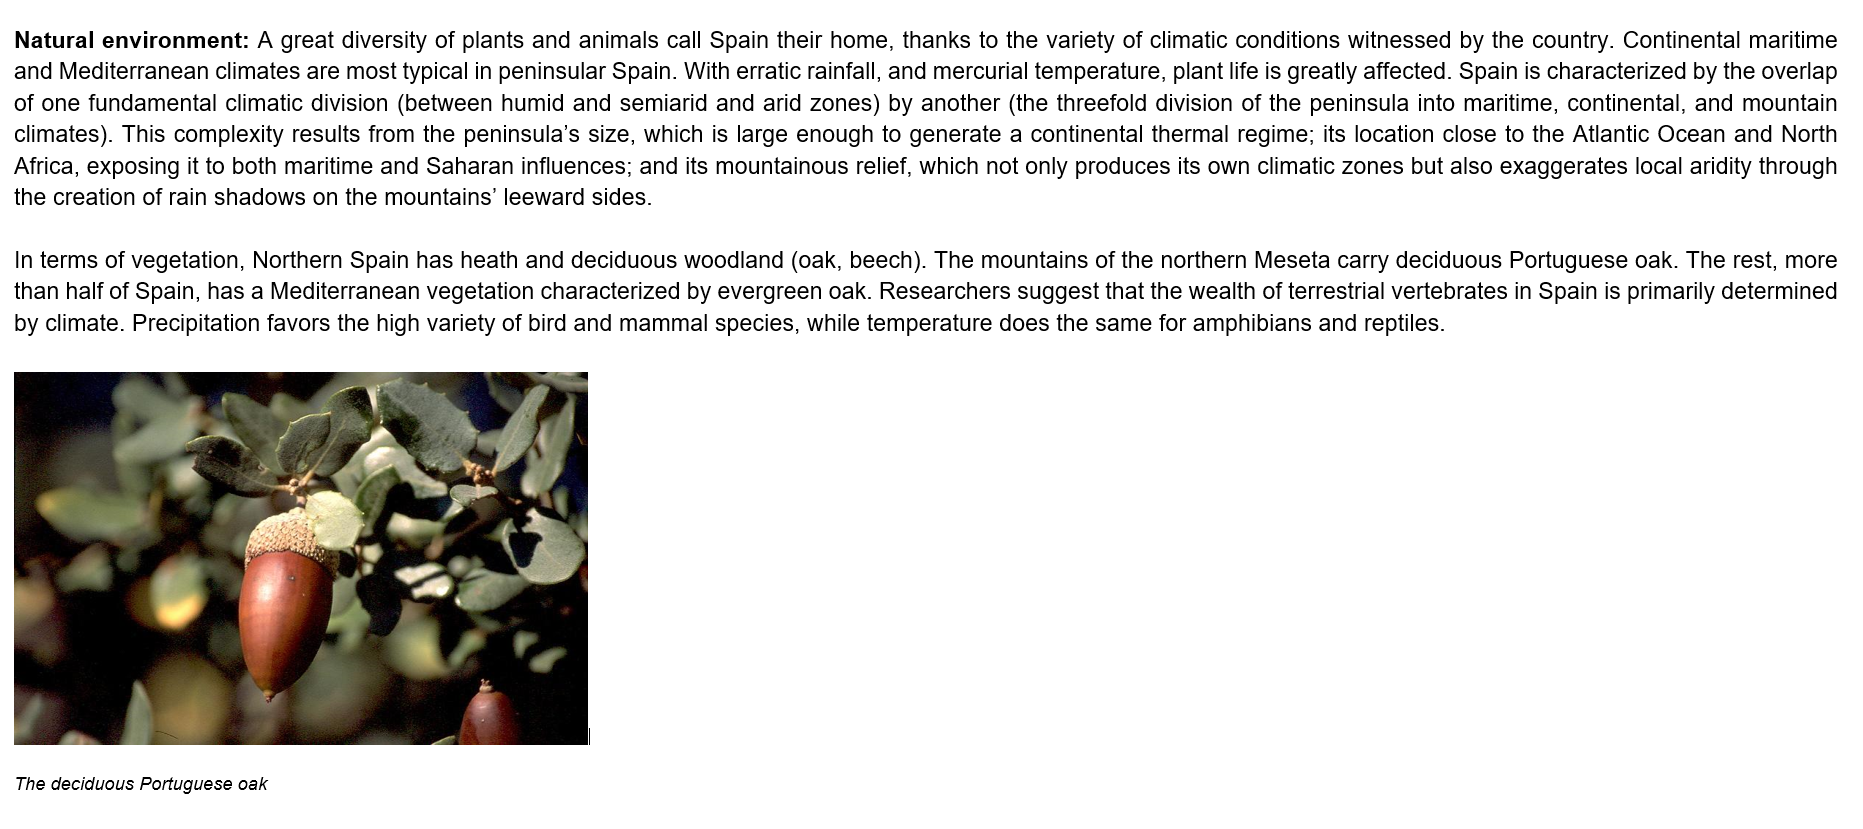 Natural environment: A great diversity of plants and animals call Spain their home, thanks to the variety of climatic conditions witnessed by the country. Continental maritime
and Mediterranean climates are most typical in peninsular Spain. With erratic rainfall, and mercurial temperature, plant life is greatly affected. Spain is characterized by the overlap
of one fundamental climatic division (between humid and semiarid and arid zones) by another (the threefold division of the peninsula into maritime, continental, and mountain
climates). This complexity results from the peninsula’s size, which is large enough to generate a continental thermal regime; its location close to the Atlantic Ocean and North
Africa, exposing it to both maritime and Saharan influences; and its mountainous relief, which not only produces its own climatic zones but also exaggerates local aridity through
the creation of rain shadows on the mountains’ leeward sides.
In terms of vegetation, Northern Spain has heath and deciduous woodland (oak, beech). The mountains of the northern Meseta carry deciduous Portuguese oak. The rest, more
than half of Spain, has a Mediterranean vegetation characterized by evergreen oak. Researchers suggest that the wealth of terrestrial vertebrates in Spain is primarily determined
by climate. Precipitation favors the high variety of bird and mammal species, while temperature does the same for amphibians and reptiles.
The deciduous Portuguese oak